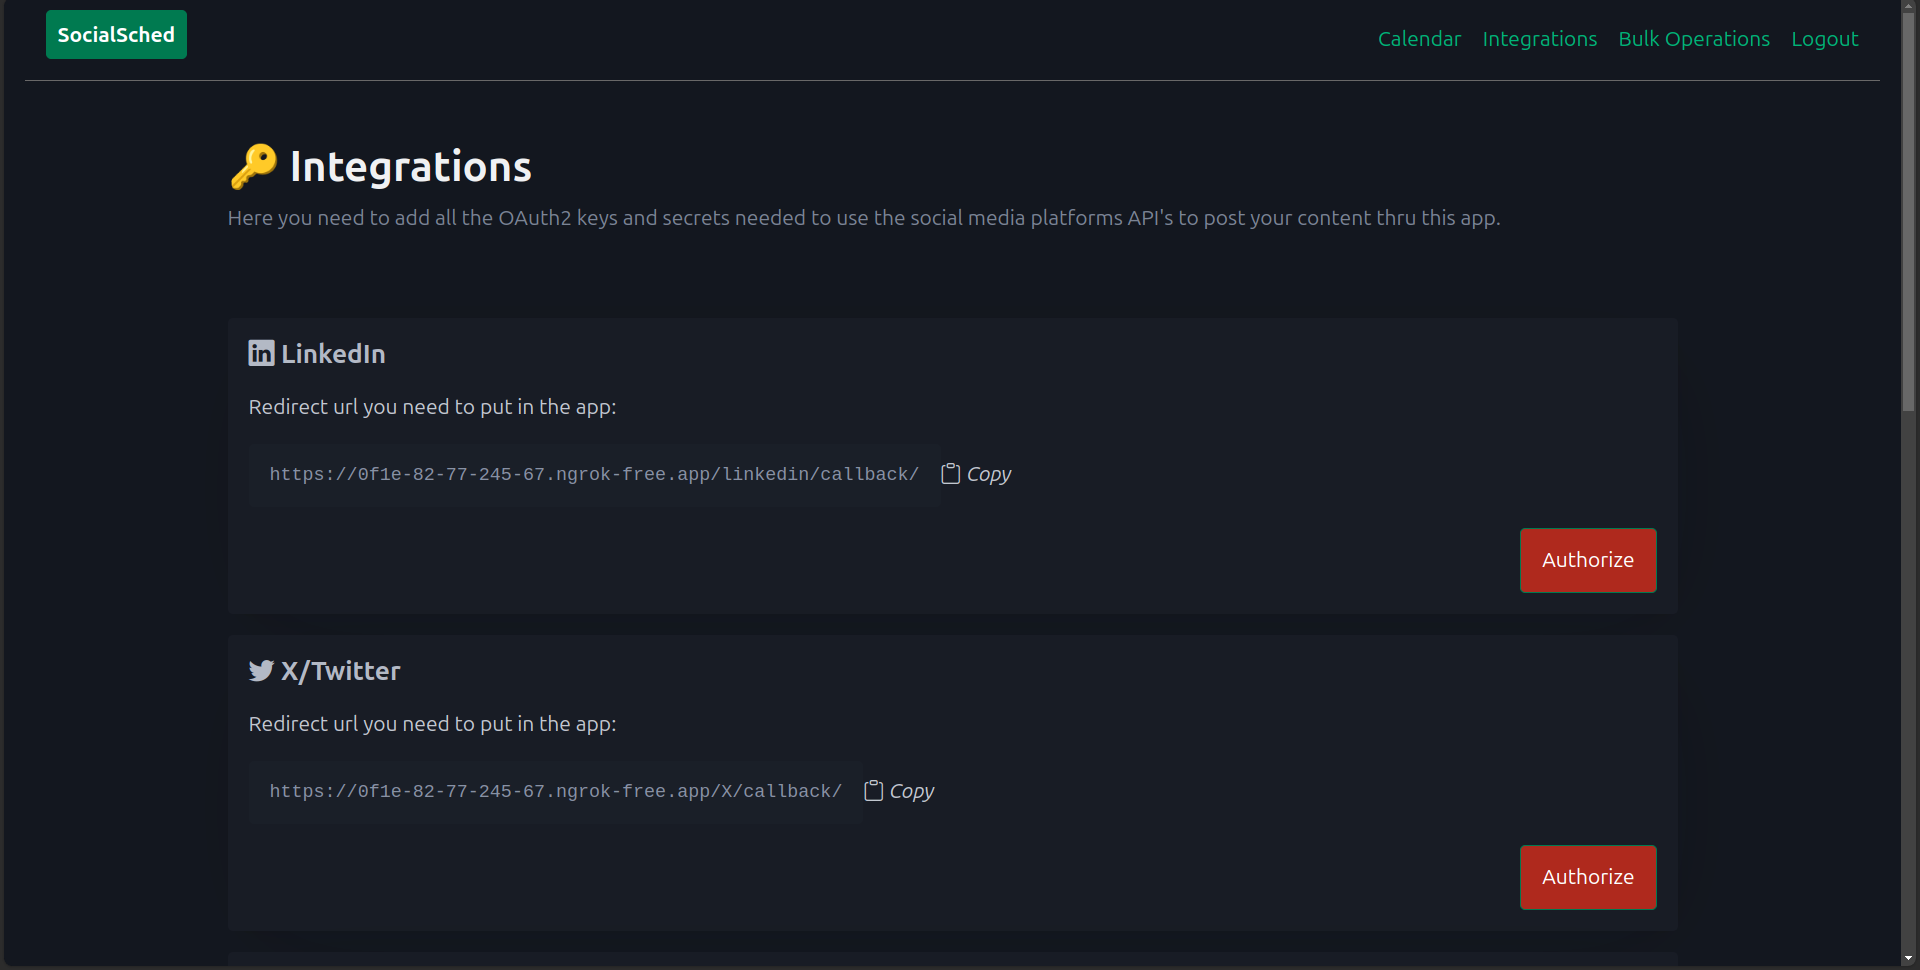 SocialSched
Calendar Integrations Bulk Operations Logout
Integrations
Here you need to add all the OAuth2 keys and secrets needed to use the social media platforms API's to post your content thru this app.
LinkedIn
Redirect url you need to put in the app:
https://0f1e-82-77-245-67.ngrok-free.app/linkedin/callback/ Copy
Authorize
X/Twitter
Redirect url you need to put in the app:
https://0f1e-82-77-245-67.ngrok-free.app/X/callback/ Copy
Authorize